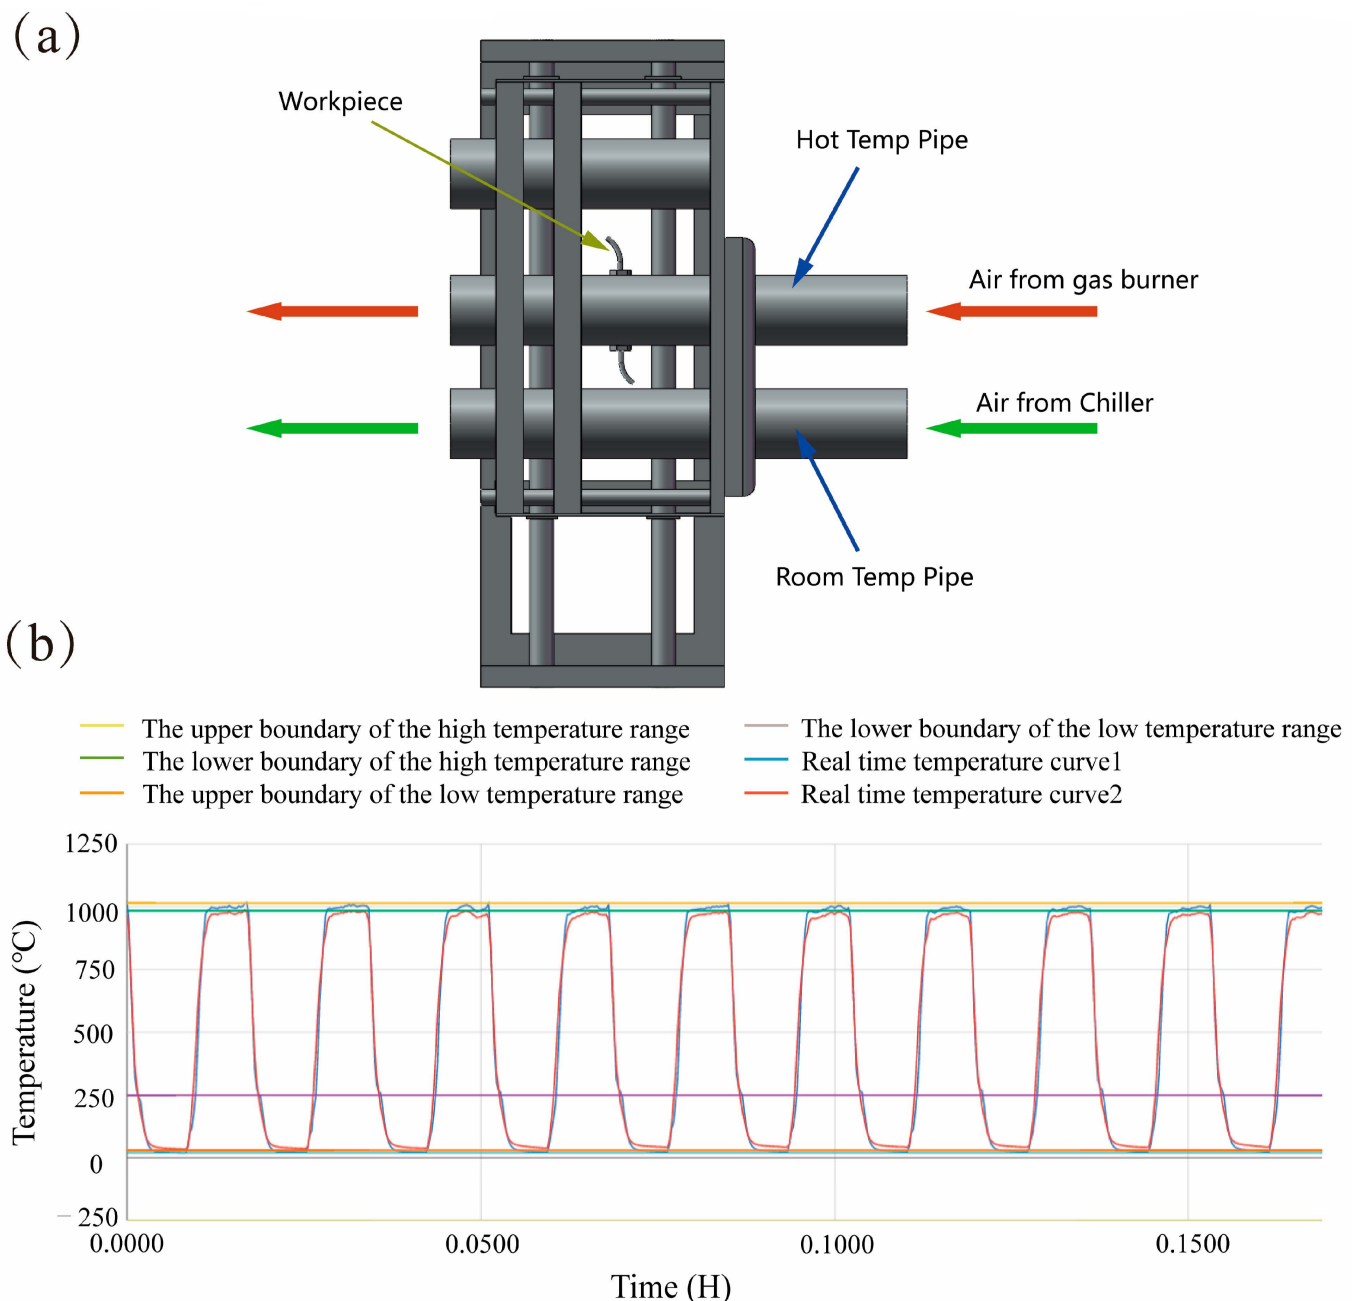 (a)
Workpiece
Hot Temp Pipe
Air from gas burner
Air from Chiller
Room Temp Pipe
(b)
The upper boundary of the high temperature range
The lower boundary of the high temperature range
The upper boundary of the low temperature range
The lower boundary of the low temperature range
Real time temperature curve1
Real time temperature curve2
Temperature (°C)
1250
1000
750
500
250
0
−250
0.0000
0.0500
0.1000
0.1500
Time (H)